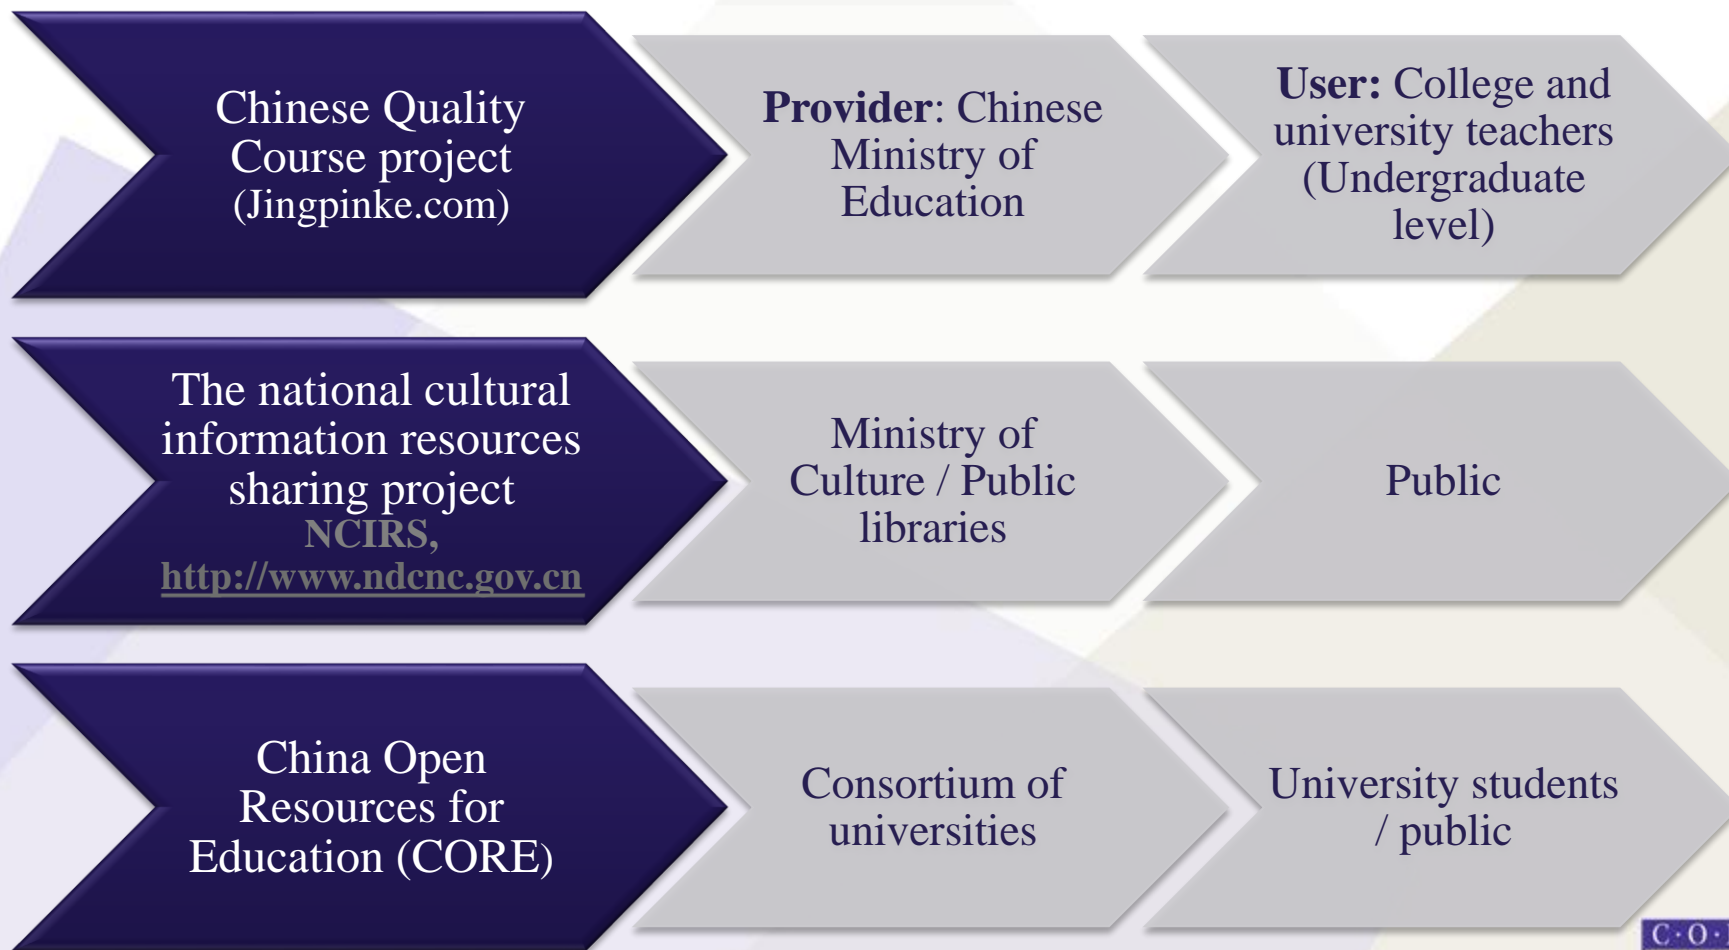 Chinese Quality
Course project
(Jingpinke.com)
Provider: Chinese
Ministry of
Education
User: College and
university teachers
(Undergraduate
level)
The national cultural
information resources
sharing project
NCIRS,
http://www.ndcnc.gov.cn
Ministry of
Culture / Public
libraries
Public
China Open
Resources for
Education (CORE)
Consortium of
universities
University students
/ public
C·O·